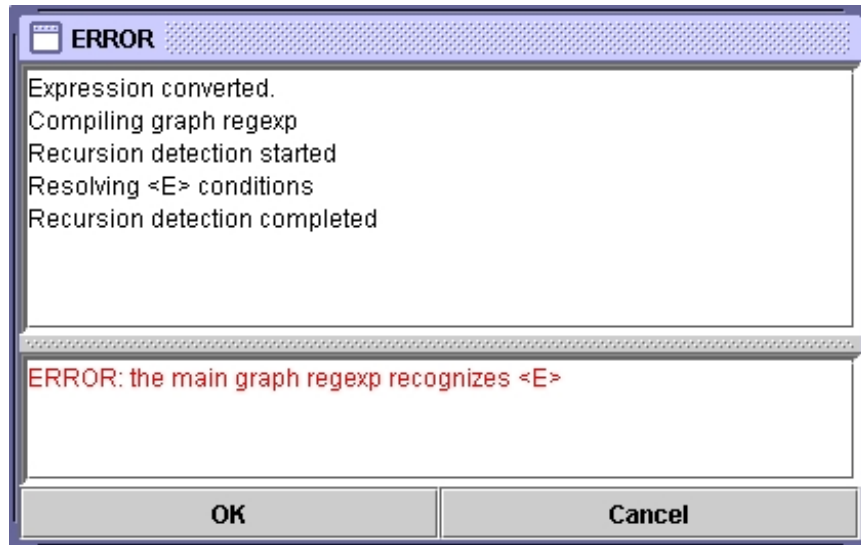 ERROR
Expression converted.
Compiling graph regexp
Recursion detection started
Resolving <E> conditions
Recursion detection completed
ERROR: the main graph regexp recognizes <E>
OK
Cancel